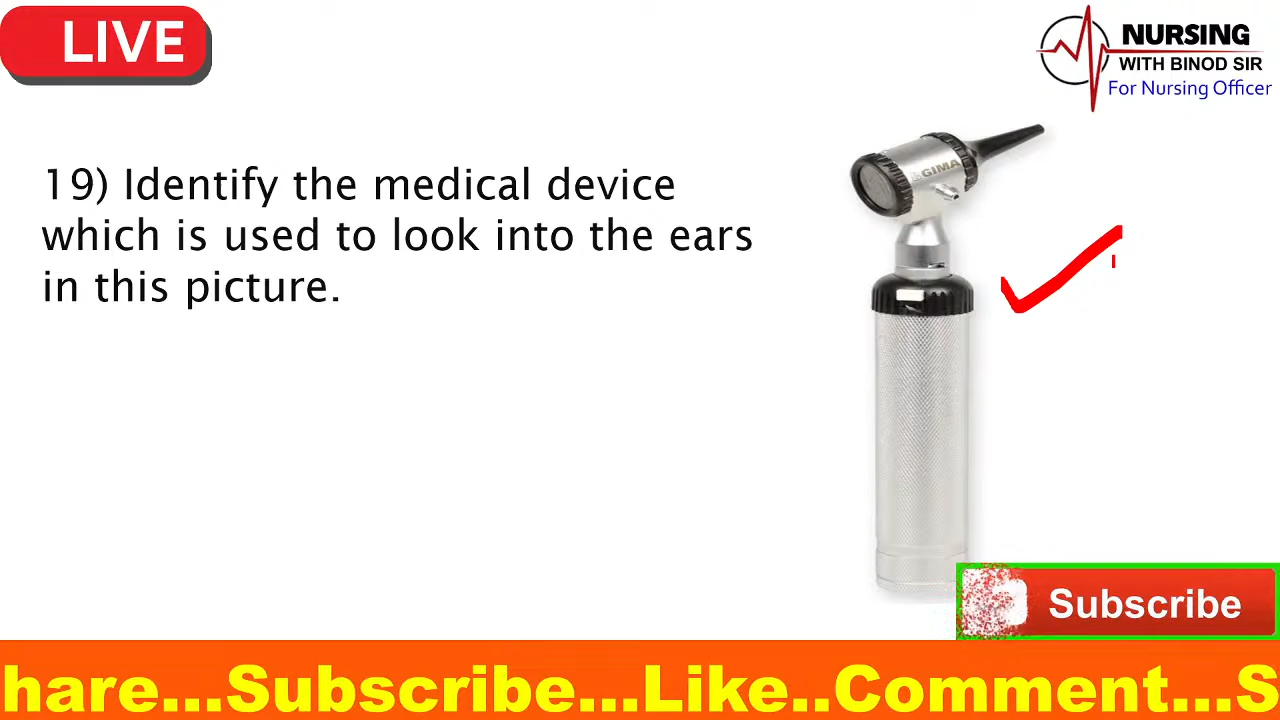 LIVE
NURSING
WITH BINOD SIR
For Nursing Officer
19) Identify the medical device
which is used to look into the ears
in this picture.
GIMA
Subscribe
hare...Subscribe...Like..Comment...S